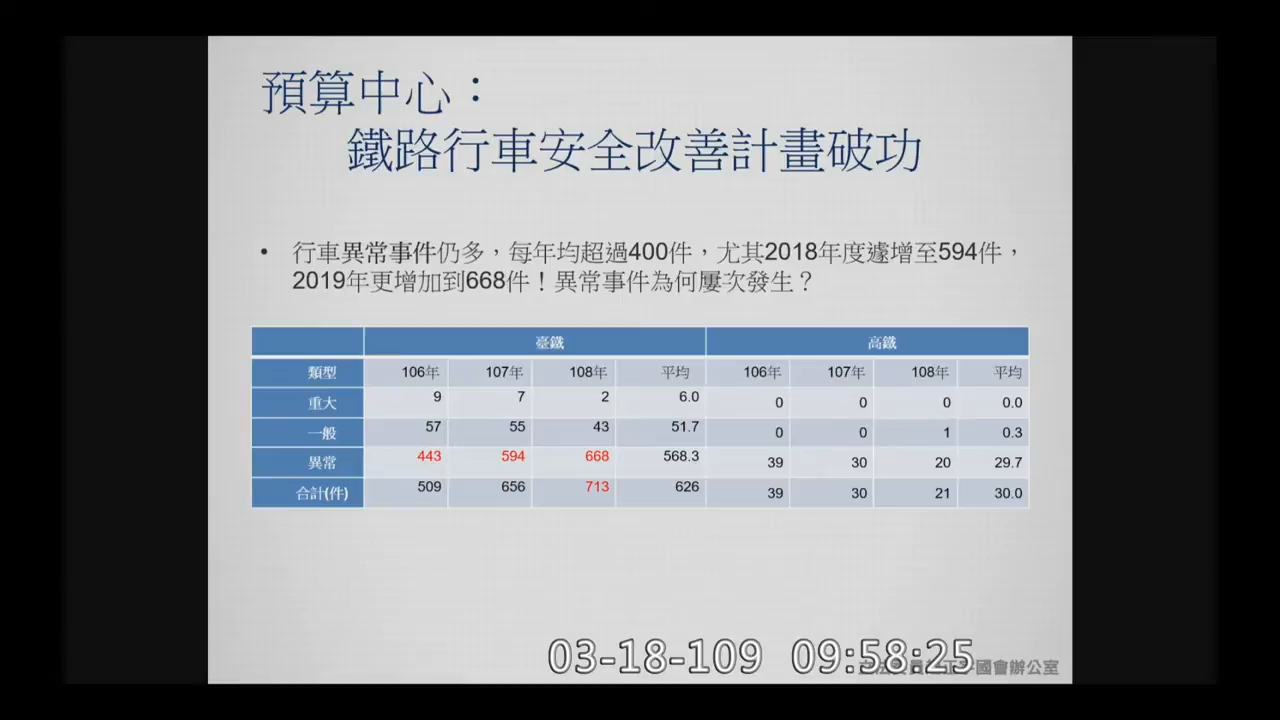 預算中心：
鐵路行車安全改善計畫破功
• 行車異常事件仍多，每年均超過400件，尤其2018年度遽增至594件，
2019年更增加到668件！異常事件為何屢次發生？
臺鐵 高鐵
類型 106年 107年 108年 平均 106年 107年 108年 平均
重大 9 7 2 6.0 0 0 0 0.0
一般 57 55 43 51.7 0 0 1 0.3
異常 443 594 668 568.3 39 30 20 29.7
合計(件) 509 656 713 626 39 30 21 30.0
03-18-109 09:58:25
國會辦公室